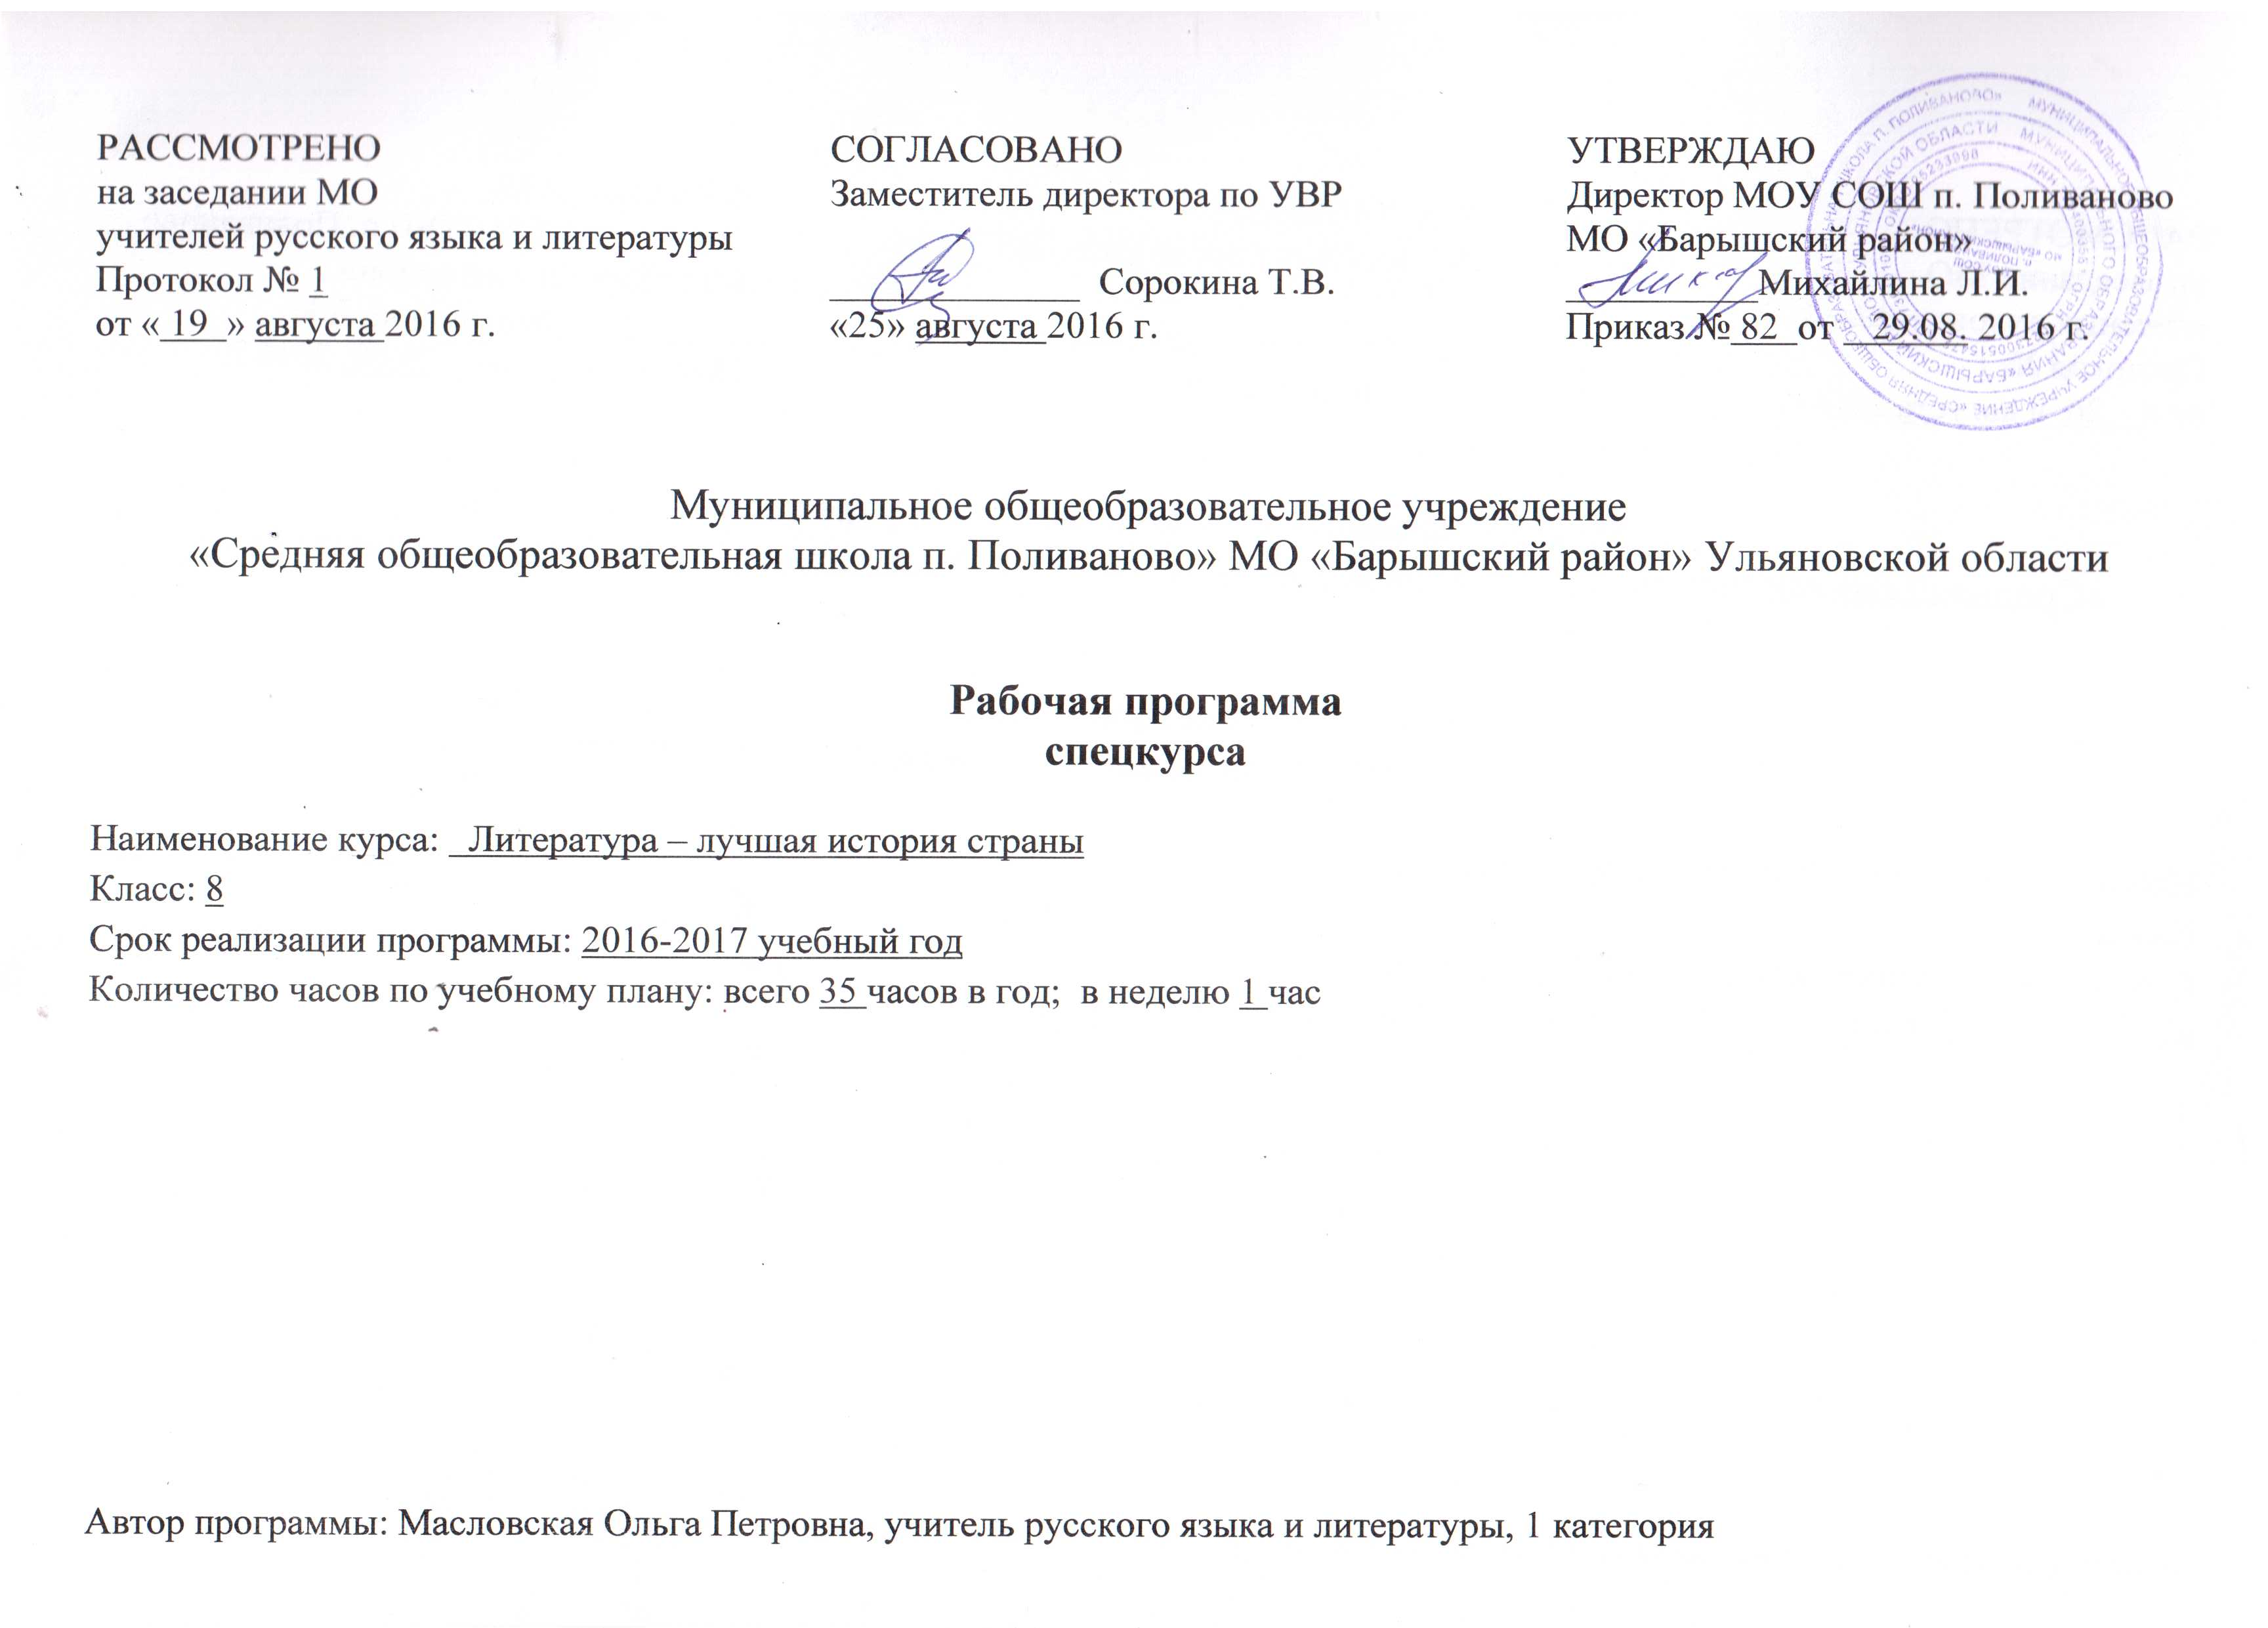 РАССМОТРЕНО
на заседании МО
учителей русского языка и литературы
Протокол № 1
от « 19 » августа 2016 г.
СОГЛАСОВАНО
Заместитель директора по УВР
Сорокина Т.В.
«25» августа 2016 г.
УТВЕРЖДАЮ
Директор МОУ СОШ п. Поливаново
МО «Барышский район»
Михайлина Л.И.
Приказ № 82 от 29.08. 2016 г.
Муниципальное общеобразовательное учреждение
«Средняя общеобразовательная школа п. Поливаново» МО «Барышский район» Ульяновской области
Рабочая программа
спецкурса
Наименование курса: Литература – лучшая история страны
Класс: 8
Срок реализации программы: 2016-2017 учебный год
Количество часов по учебному плану: всего 35 часов в год; в неделю 1 час
Автор программы: Масловская Ольга Петровна, учитель русского языка и литературы, 1 категория